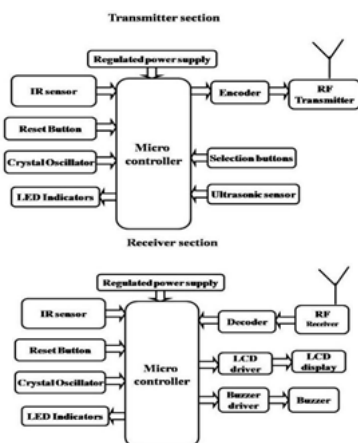 Transmitter section
Regulated power supply
IR sensor
Reset Button
Crystal Oscillator
LED Indicators
Micro
controller
Encoder
RF
Transmitter
Selection buttons
Ultrasonic sensor
Receiver section
Regulated power supply
IR sensor
Reset Button
Crystal Oscillator
LED Indicators
Micro
controller
Decoder
RF
Receiver
LCD
driver
LCD
display
Buzzer
driver
Buzzer